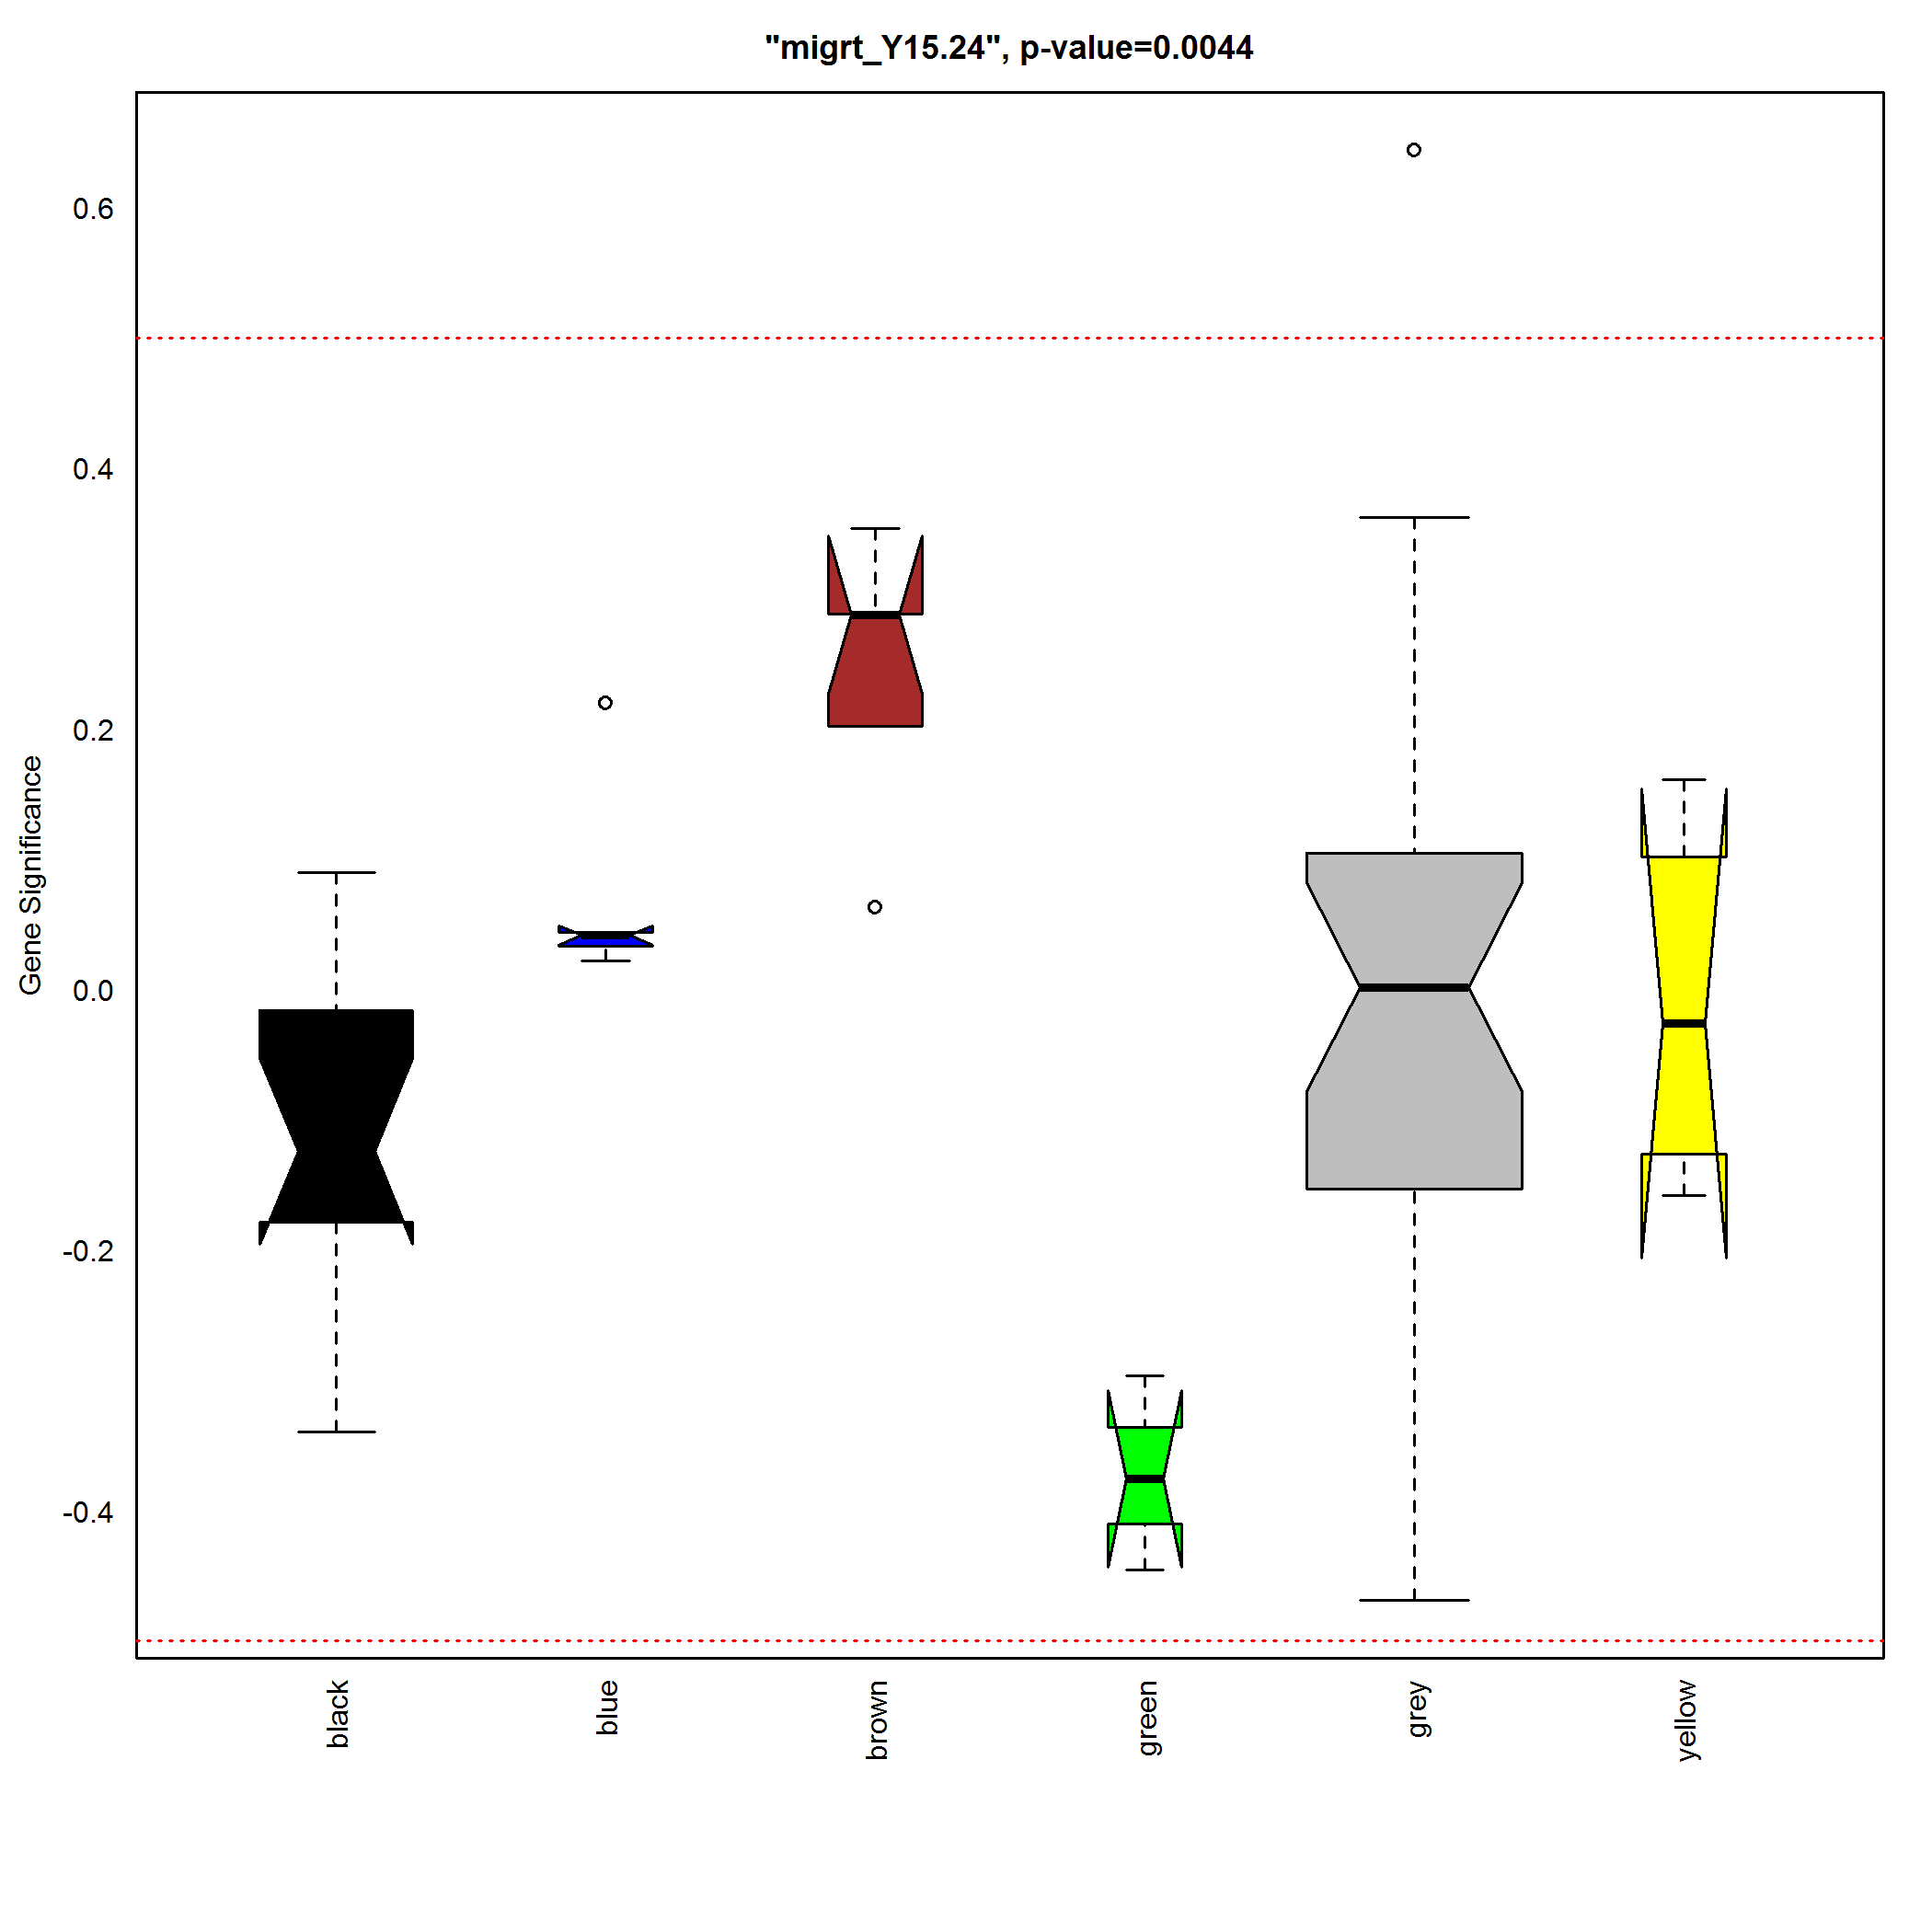 "migrt_Y15.24", p-value=0.0044
Gene Significance
0.6
0.4
0.2
0.0
-0.2
-0.4
black
blue
brown
green
grey
yellow